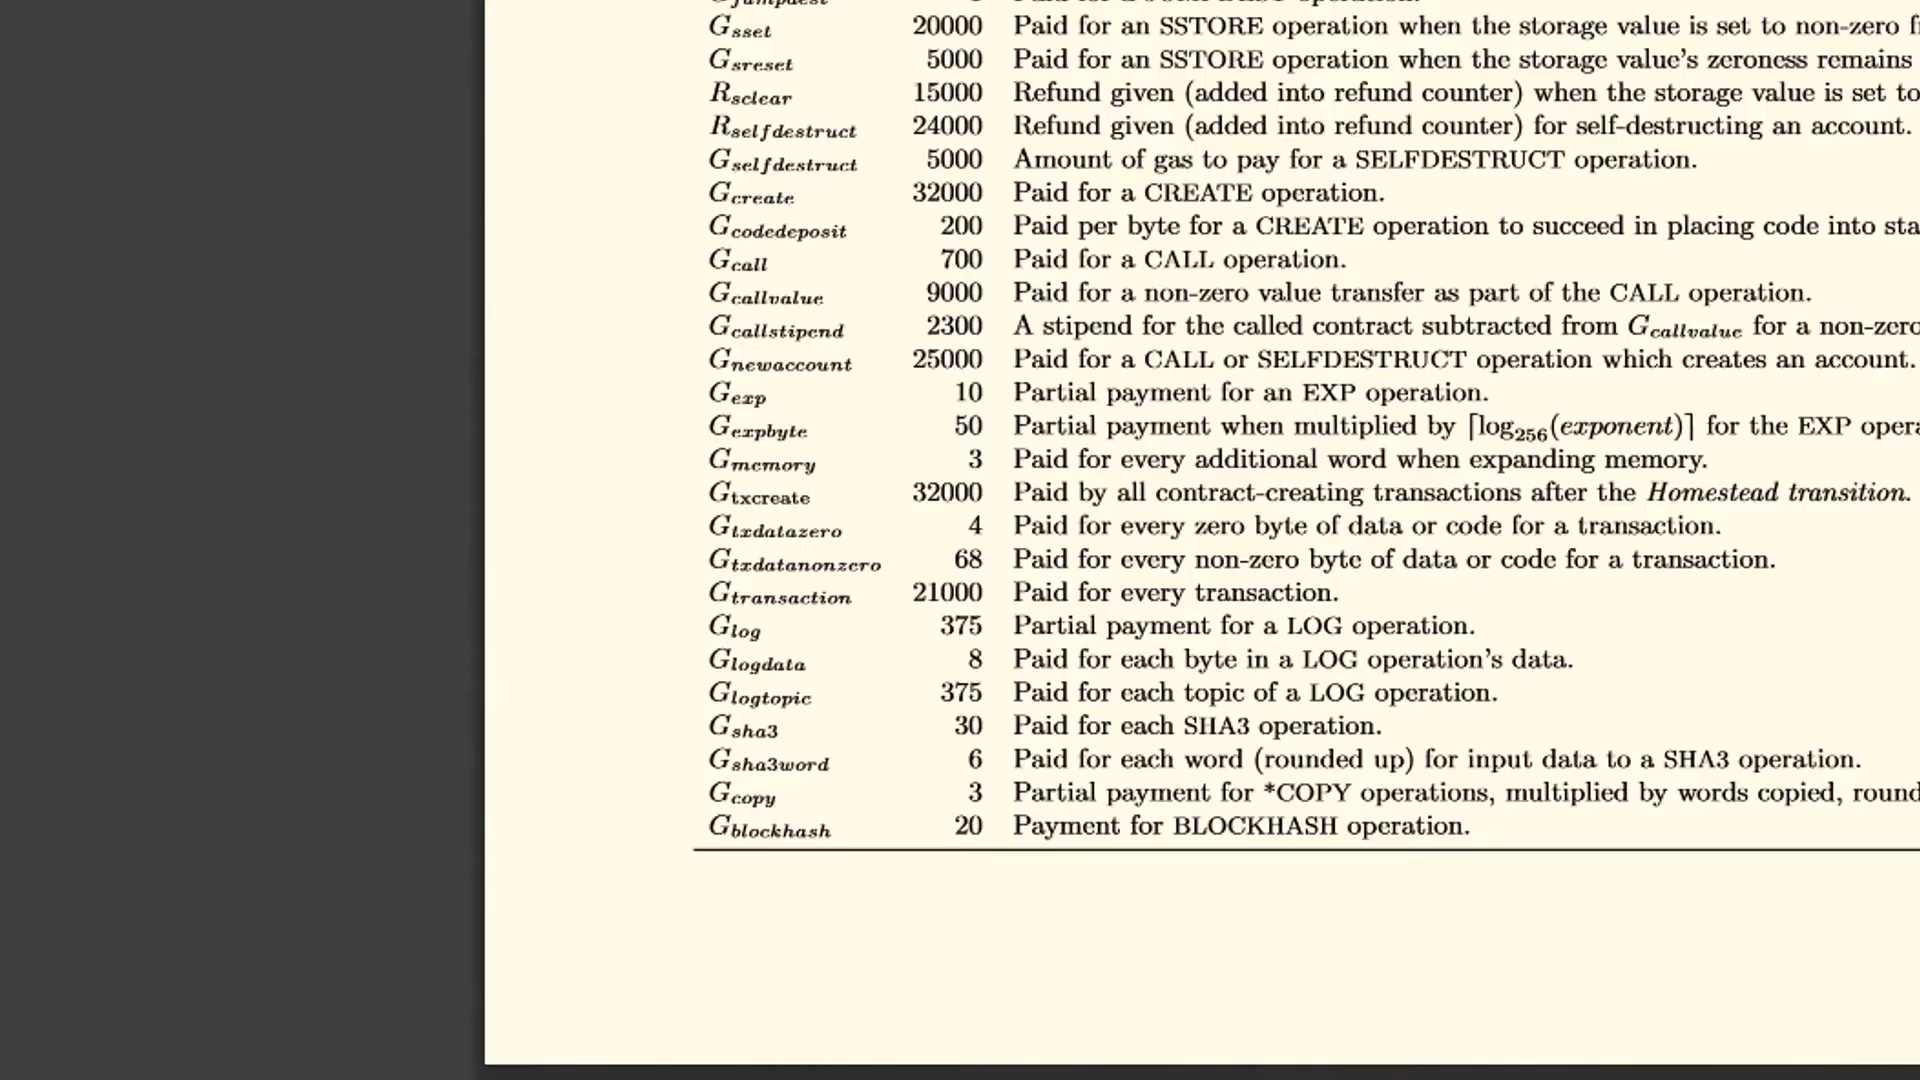 G_sset 20000 Paid for an SSTORE operation when the storage value is set to non-zero
G_sreset 5000 Paid for an SSTORE operation when the storage value's zeroness remains
R_sclear 15000 Refund given (added into refund counter) when the storage value is set to
R_selfdestruct 24000 Refund given (added into refund counter) for self-destructing an account.
G_selfdestruct 5000 Amount of gas to pay for a SELFDESTRUCT operation.
G_create 32000 Paid for a CREATE operation.
G_codedeposit 200 Paid per byte for a CREATE operation to succeed in placing code into sta
G_call 700 Paid for a CALL operation.
G_callvalue 9000 Paid for a non-zero value transfer as part of the CALL operation.
G_callstipend 2300 A stipend for the called contract subtracted from G_callvalue for a non-zero
G_newaccount 25000 Paid for a CALL or SELFDESTRUCT operation which creates an account.
G_exp 10 Partial payment for an EXP operation.
G_expbyte 50 Partial payment when multiplied by ⌈log_256(exponent)⌉ for the EXP opera
G_memory 3 Paid for every additional word when expanding memory.
G_txcreate 32000 Paid by all contract-creating transactions after the Homestead transition.
G_txdatazero 4 Paid for every zero byte of data or code for a transaction.
G_txdatanonzero 68 Paid for every non-zero byte of data or code for a transaction.
G_transaction 21000 Paid for every transaction.
G_log 375 Partial payment for a LOG operation.
G_logdata 8 Paid for each byte in a LOG operation's data.
G_logtopic 375 Paid for each topic of a LOG operation.
G_sha3 30 Paid for each SHA3 operation.
G_sha3word 6 Paid for each word (rounded up) for input data to a SHA3 operation.
G_copy 3 Partial payment for *COPY operations, multiplied by words copied, round
G_blockhash 20 Payment for BLOCKHASH operation.